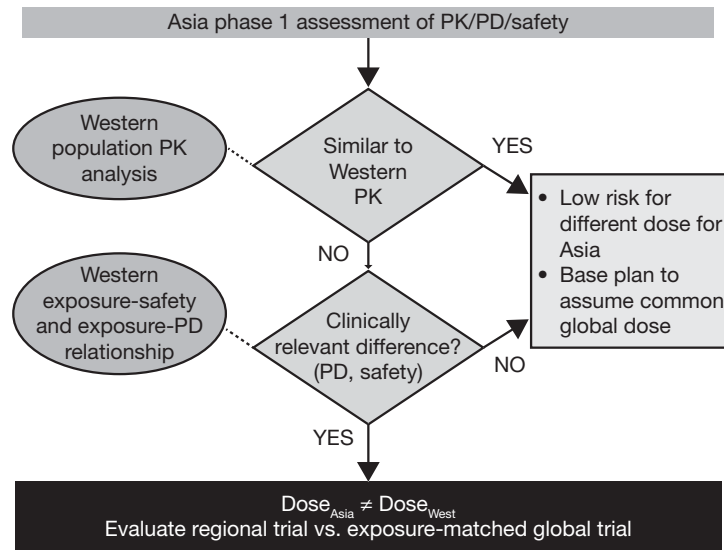 Asia phase 1 assessment of PK/PD/safety
Western
population PK
analysis
Similar to
Western
PK
YES
• Low risk for
different dose for
Asia
• Base plan to
assume common
global dose
NO
Western
exposure-safety
and exposure-PD
relationship
Clinically
relevant difference?
(PD, safety)
NO
YES
Dose_Asia ≠ Dose_West
Evaluate regional trial vs. exposure-matched global trial